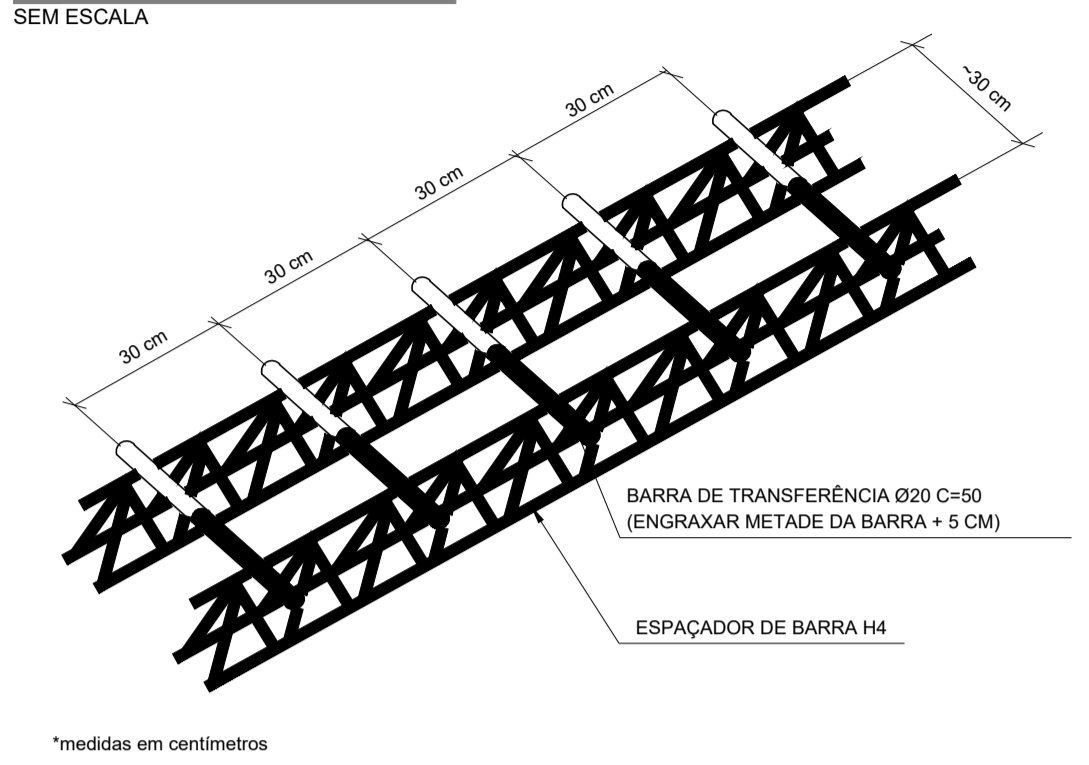 SEM ESCALA
30 cm
30 cm
30 cm
30 cm
~30 cm
BARRA DE TRANSFERÊNCIA Ø20 C=50
(ENGRAXAR METADE DA BARRA + 5 CM)
ESPAÇADOR DE BARRA H4
*medidas em centímetros